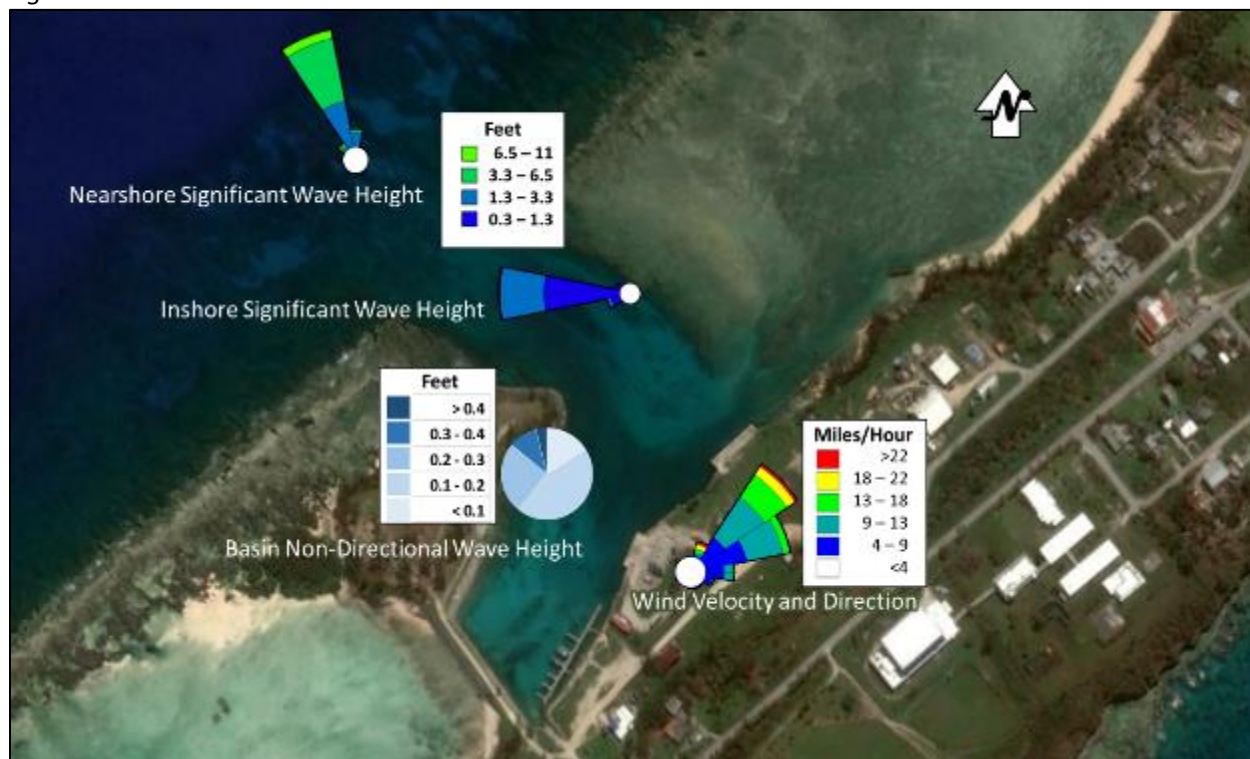 Feet
6.5 – 11
3.3 – 6.5
1.3 – 3.3
0.3 – 1.3
Nearshore Significant Wave Height
Inshore Significant Wave Height
Feet
> 0.4
0.3 - 0.4
0.2 - 0.3
0.1 - 0.2
< 0.1
Basin Non-Directional Wave Height
Miles/Hour
>22
18 – 22
13 – 18
9 – 13
4 – 9
<4
Wind Velocity and Direction
N